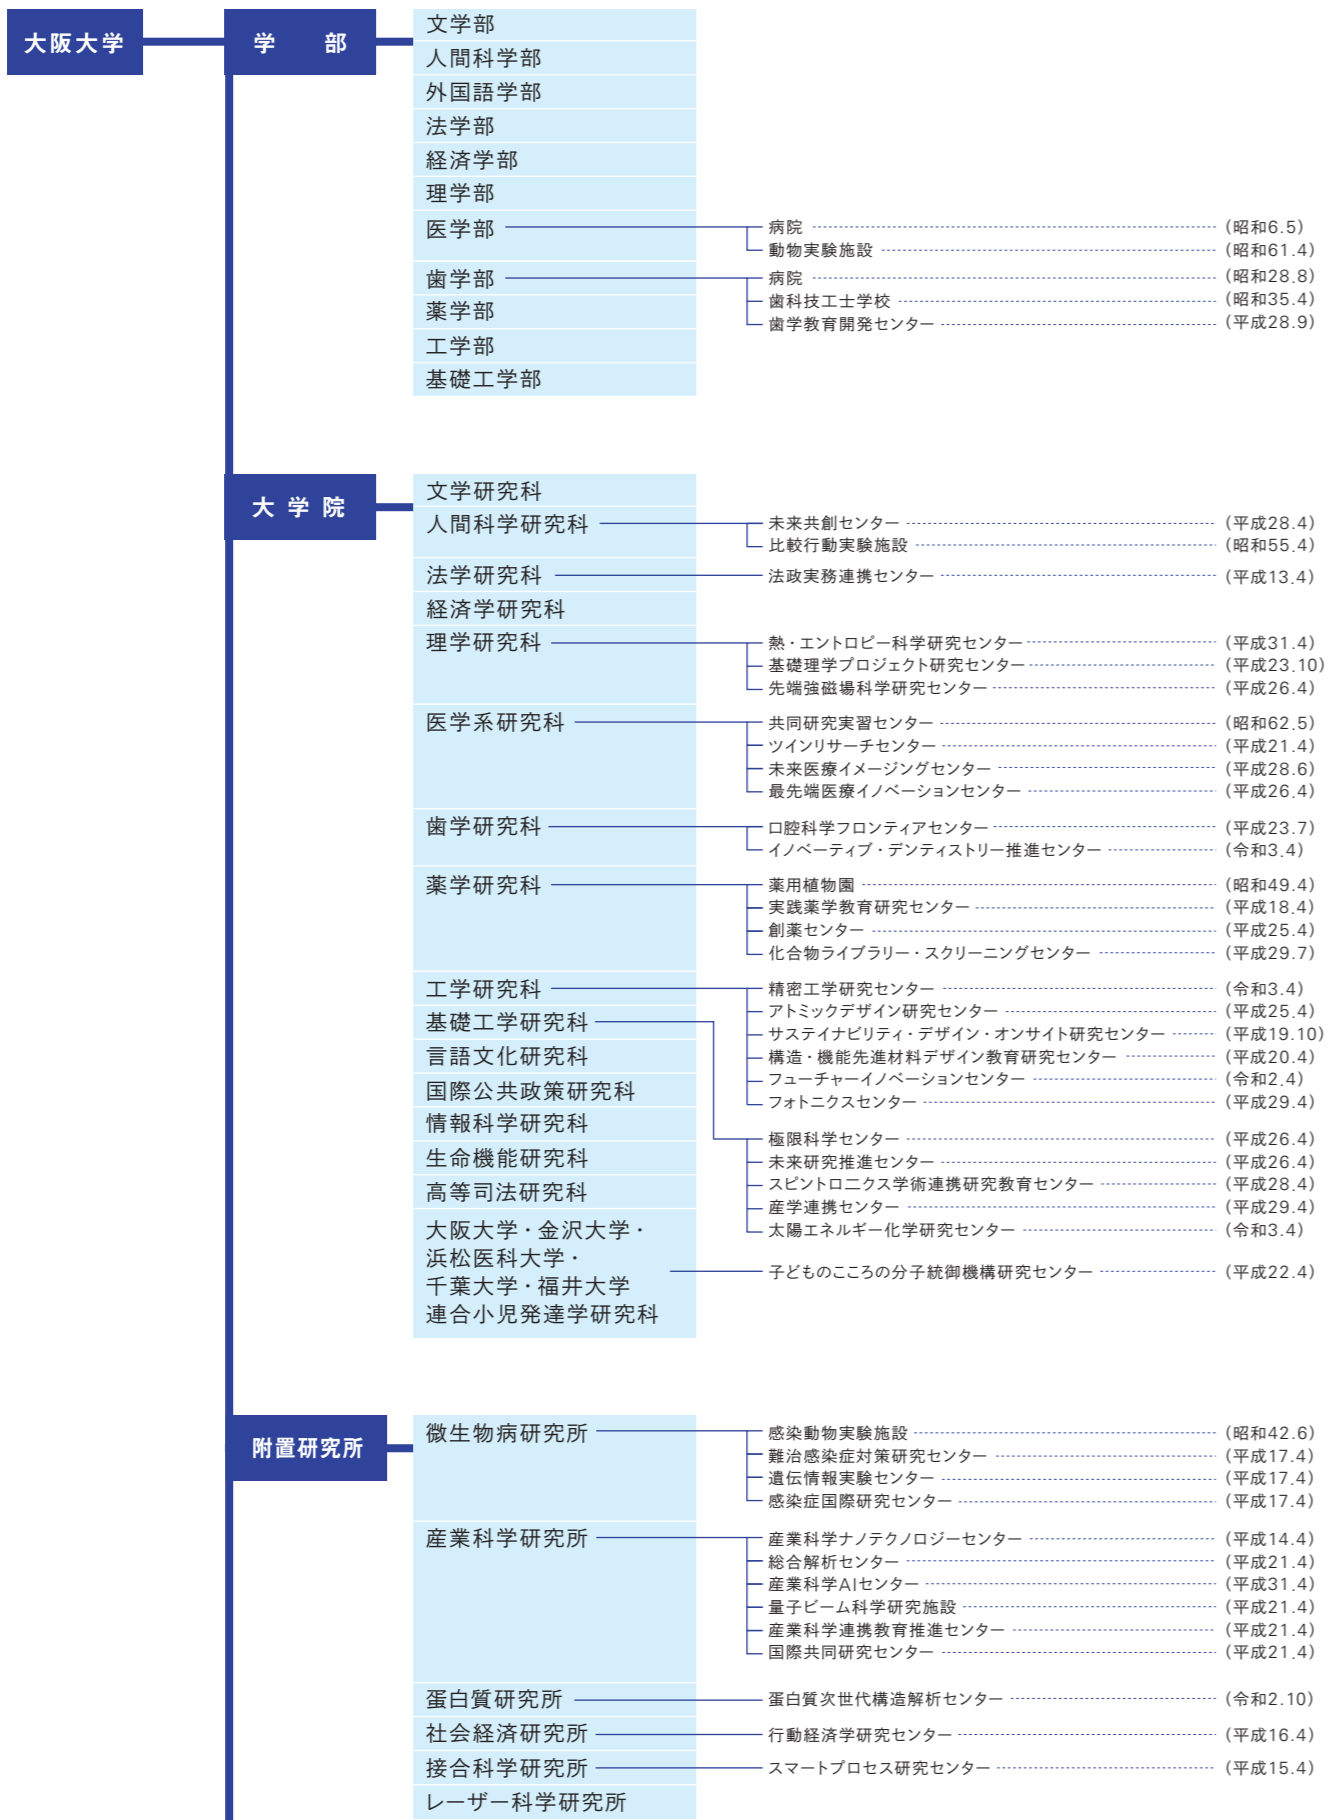 大阪大学
学部
文学部
人間科学部
外国語学部
法学部
経済学部
理学部
医学部
病院 (昭和6.5)
動物実験施設 (昭和61.4)
歯学部
病院 (昭和28.8)
歯科技工士学校 (昭和35.4)
歯学教育開発センター (平成28.9)
薬学部
工学部
基礎工学部
大学院
文学研究科
人間科学研究科
未来共創センター (平成28.4)
比較行動実験施設 (昭和55.4)
法学研究科
法政実務連携センター (平成13.4)
経済学研究科
理学研究科
熱・エントロピー科学研究センター (平成31.4)
基礎理学プロジェクト研究センター (平成23.10)
先端強磁場科学研究センター (平成26.4)
医学系研究科
共同研究実習センター (昭和62.5)
ツインリサーチセンター (平成21.4)
未来医療イメージングセンター (平成28.6)
最先端医療イノベーションセンター (平成26.4)
歯学研究科
口腔科学フロンティアセンター (平成23.7)
イノベーティブ・デンティストリー推進センター (令和3.4)
薬学研究科
薬用植物園 (昭和49.4)
実践薬学教育研究センター (平成18.4)
創薬センター (平成25.4)
化合物ライブラリー・スクリーニングセンター (平成29.7)
工学研究科
精密工学研究センター (令和3.4)
アトミックデザイン研究センター (平成25.4)
サステイナビリティ・デザイン・オンサイト研究センター (平成19.10)
構造・機能先進材料デザイン教育研究センター (平成20.4)
フューチャーイノベーションセンター (令和2.4)
フォトニクスセンター (平成29.4)
基礎工学研究科
極限科学センター (平成26.4)
未来研究推進センター (平成26.4)
スピントロニクス学術連携研究教育センター (平成28.4)
産学連携センター (平成29.4)
太陽エネルギー化学研究センター (令和3.4)
言語文化研究科
国際公共政策研究科
情報科学研究科
生命機能研究科
高等司法研究科
大阪大学・金沢大学・
浜松医科大学・
千葉大学・福井大学
連合小児発達学研究科
子どものこころの分子統御機構研究センター (平成22.4)
附置研究所
微生物病研究所
感染動物実験施設 (昭和42.6)
難治感染症対策研究センター (平成17.4)
遺伝情報実験センター (平成17.4)
感染症国際研究センター (平成17.4)
産業科学研究所
産業科学ナノテクノロジーセンター (平成14.4)
総合解析センター (平成21.4)
産業科学AIセンター (平成31.4)
量子ビーム科学研究施設 (平成21.4)
産業科学連携教育推進センター (平成21.4)
国際共同研究センター (平成21.4)
蛋白質研究所
蛋白質次世代構造解析センター (令和2.10)
社会経済研究所
行動経済学研究センター (平成16.4)
接合科学研究所
スマートプロセス研究センター (平成15.4)
レーザー科学研究所